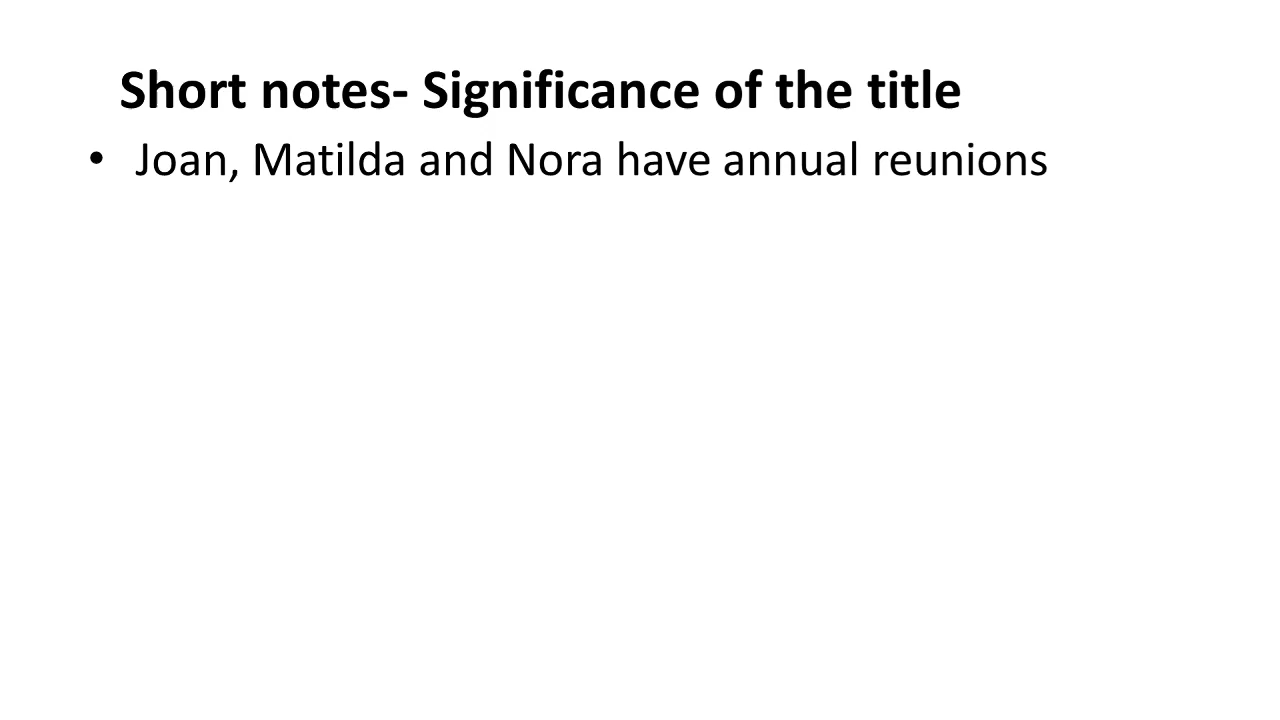 Short notes- Significance of the title
• Joan, Matilda and Nora have annual reunions